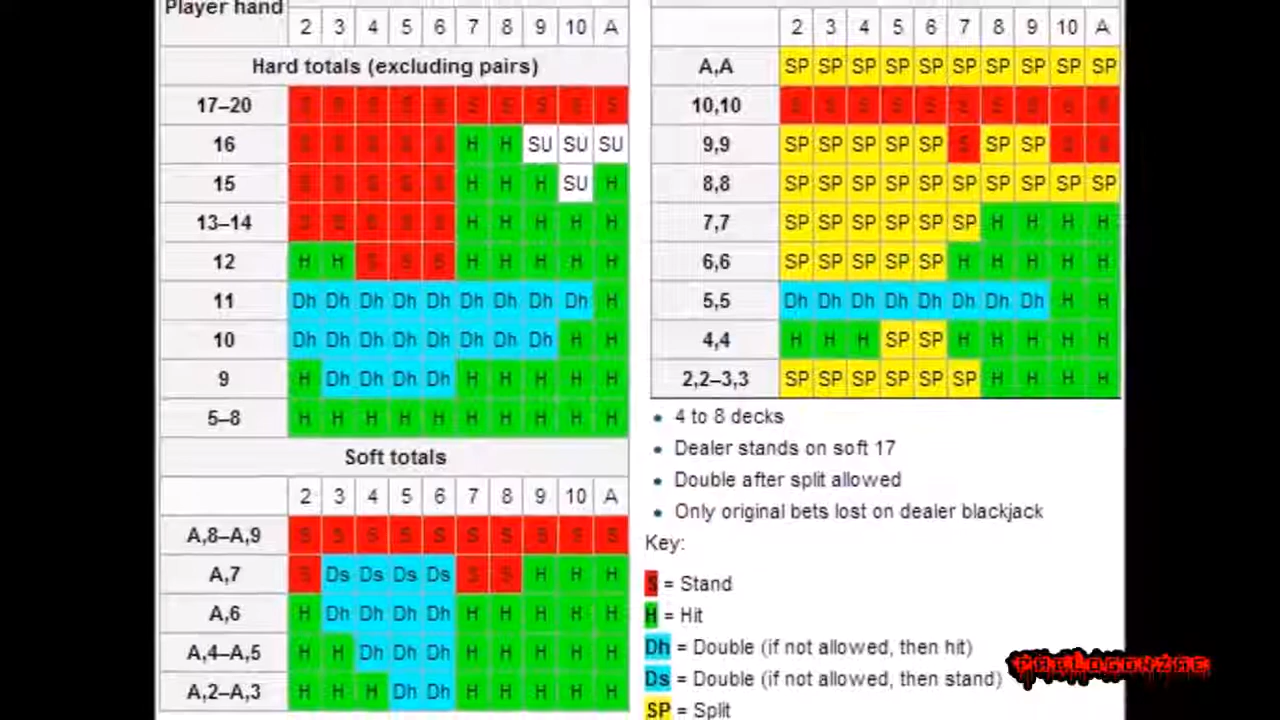 Player hand
2 3 4 5 6 7 8 9 10 A
Hard totals (excluding pairs)
17–20 S S S S S S S S S S
16 S S S S S H H SU SU SU
15 S S S S S H H H SU H
13–14 S S S S S H H H H H
12 H H S S S H H H H H
11 Dh Dh Dh Dh Dh Dh Dh Dh Dh H
10 Dh Dh Dh Dh Dh Dh Dh Dh H H
9 H Dh Dh Dh Dh H H H H H
5–8 H H H H H H H H H H
Soft totals
2 3 4 5 6 7 8 9 10 A
A,8–A,9 S S S S S S S S S S
A,7 S Ds Ds Ds Ds S S H H H
A,6 H Dh Dh Dh Dh H H H H H
A,4–A,5 H H Dh Dh Dh H H H H H
A,2–A,3 H H H Dh Dh H H H H H
2 3 4 5 6 7 8 9 10 A
A,A SP SP SP SP SP SP SP SP SP SP
10,10 S S S S S S S S S S
9,9 SP SP SP SP SP S SP SP S S
8,8 SP SP SP SP SP SP SP SP SP SP
7,7 SP SP SP SP SP SP H H H H
6,6 SP SP SP SP SP H H H H H
5,5 Dh Dh Dh Dh Dh Dh Dh Dh H H
4,4 H H H SP SP H H H H H
2,2–3,3 SP SP SP SP SP SP H H H H
• 4 to 8 decks
• Dealer stands on soft 17
• Double after split allowed
• Only original bets lost on dealer blackjack
Key:
S = Stand
H = Hit
Dh = Double (if not allowed, then hit)
Ds = Double (if not allowed, then stand)
SP = Split
PABLOGONZAE